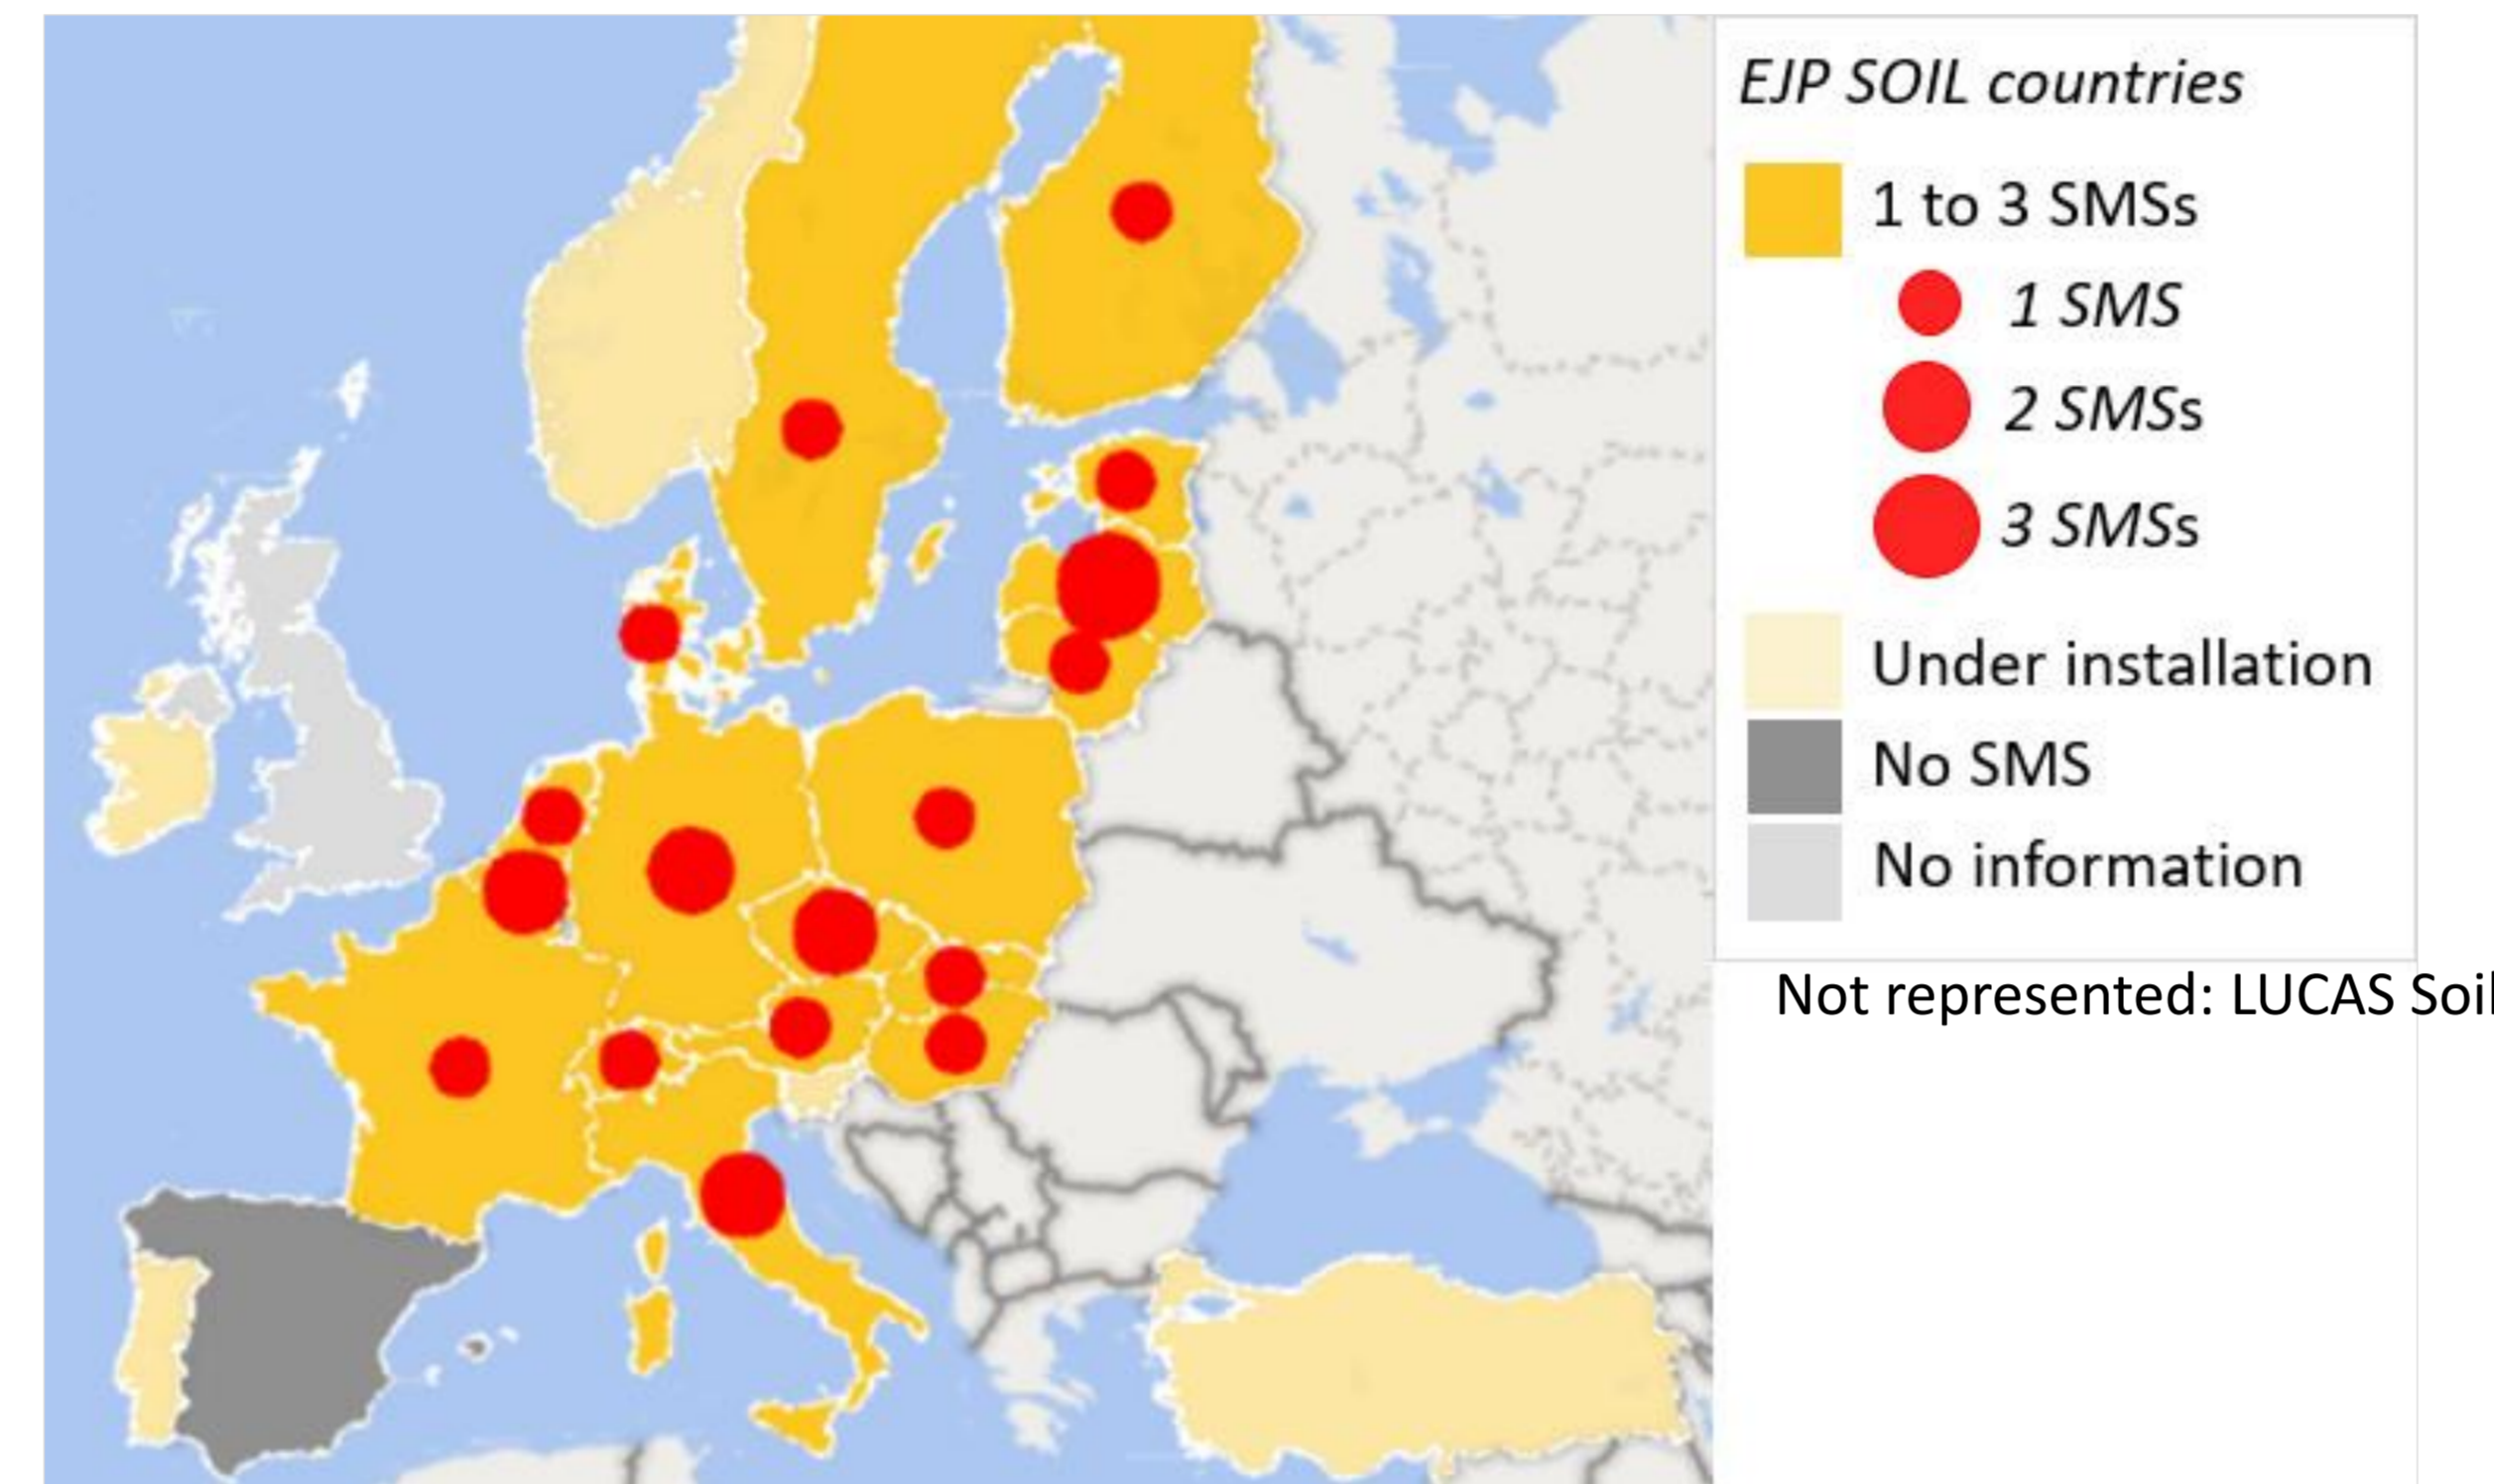 EJP SOIL countries
1 to 3 SMSs
1 SMS
2 SMSs
3 SMSs
Under installation
No SMS
No information
Not represented: LUCAS Soil